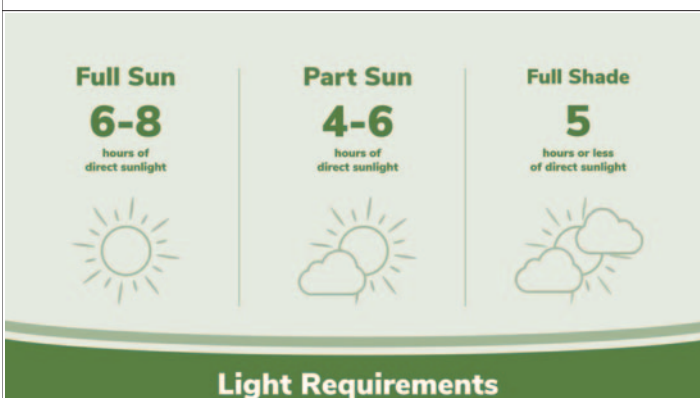 Full Sun
6-8
hours of
direct sunlight
Part Sun
4-6
hours of
direct sunlight
Full Shade
5
hours or less
of direct sunlight
Light Requirements